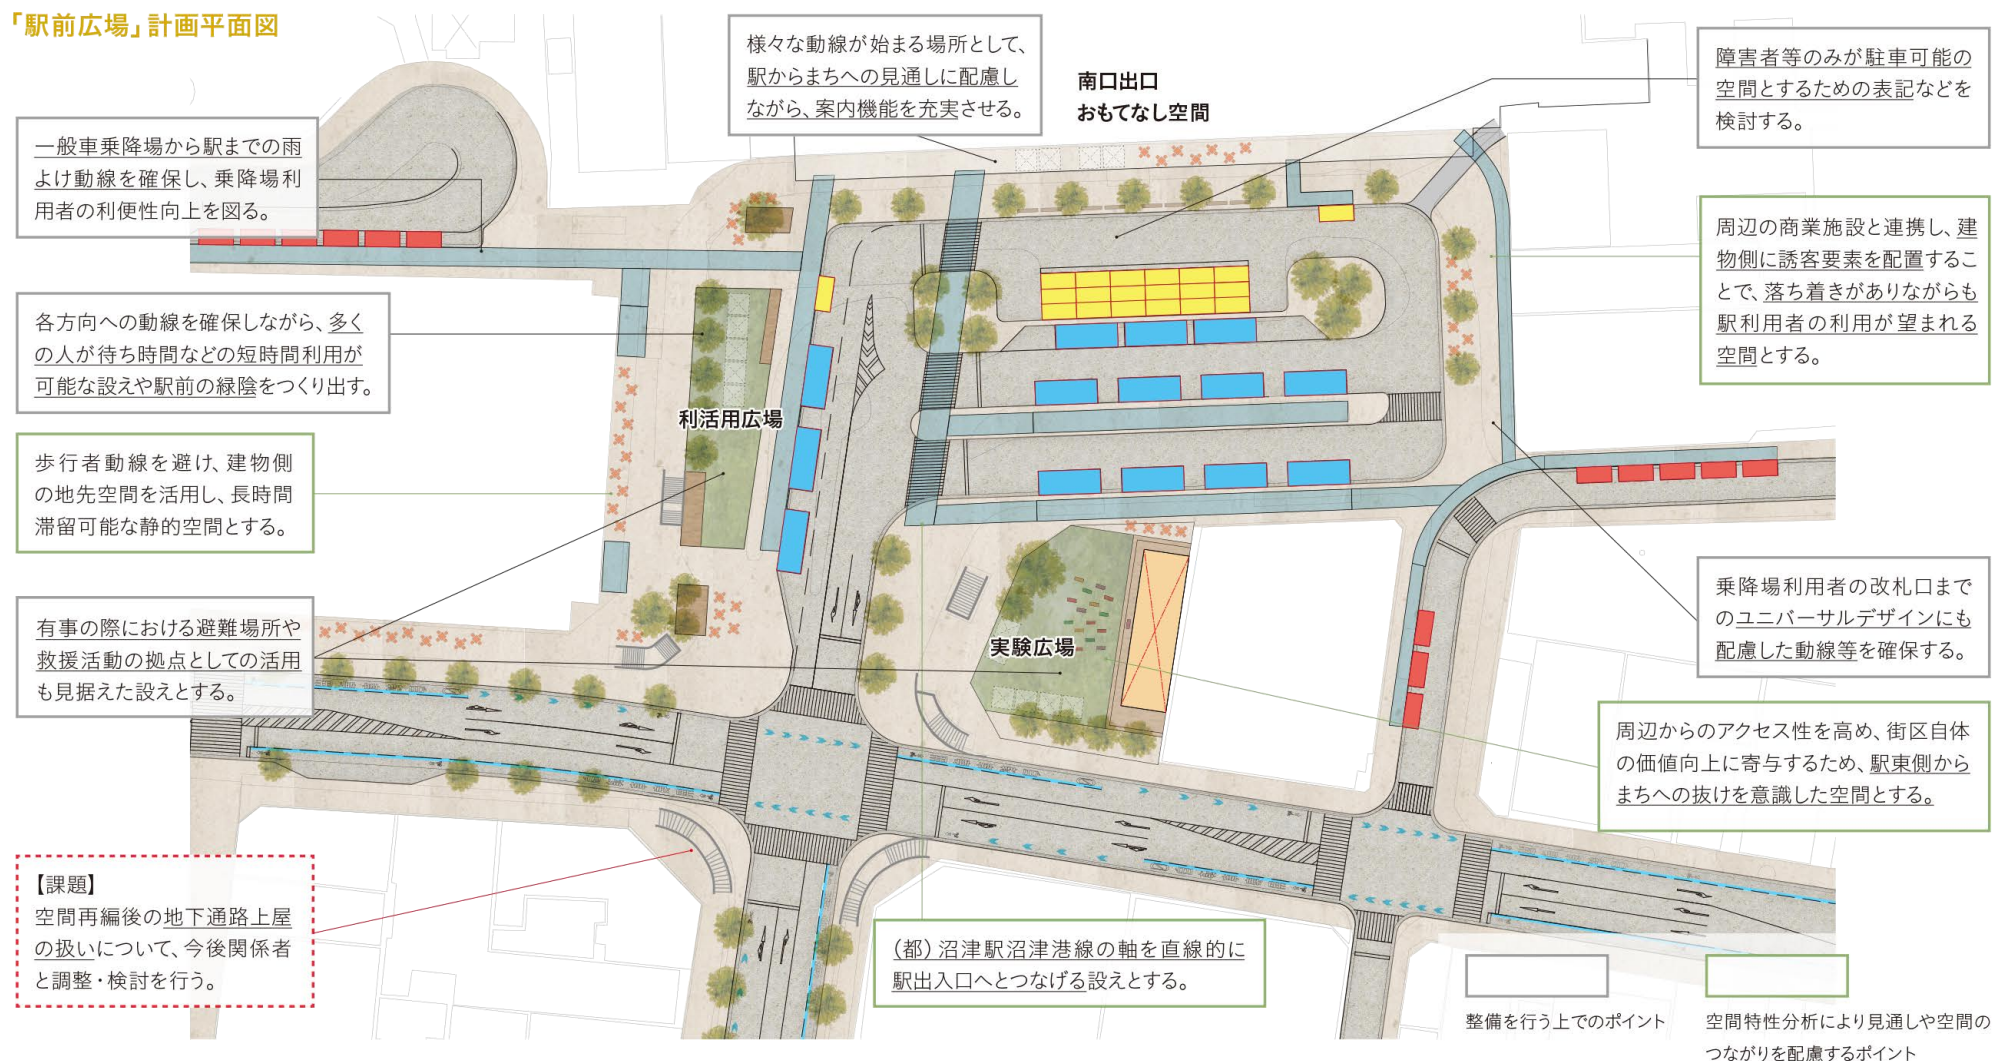 「駅前広場」計画平面図
様々な動線が始まる場所として、
駅からまちへの見通しに配慮し
ながら、案内機能を充実させる。
南口出口
おもてなし空間
障害者等のみが駐車可能の
空間とするための表記などを
検討する。
一般車乗降場から駅までの雨
よけ動線を確保し、乗降場利
用者の利便性向上を図る。
周辺の商業施設と連携し、建
物側に誘客要素を配置するこ
とで、落ち着きがありながらも
駅利用者の利用が望まれる
空間とする。
各方向への動線を確保しながら、多く
の人が待ち時間などの短時間利用が
可能な設えや駅前の緑陰をつくり出す。
利活用広場
歩行者動線を避け、建物側
の地先空間を活用し、長時間
滞留可能な静的空間とする。
有事の際における避難場所や
救援活動の拠点としての活用
も見据えた設えとする。
実験広場
乗降場利用者の改札口まで
のユニバーサルデザインにも
配慮した動線等を確保する。
周辺からのアクセス性を高め、街区自体
の価値向上に寄与するため、駅東側から
まちへの抜けを意識した空間とする。
【課題】
空間再編後の地下通路上屋
の扱いについて、今後関係者
と調整・検討を行う。
（都）沼津駅沼津港線の軸を直線的に
駅出入口へとつなげる設えとする。
整備を行う上でのポイント
空間特性分析により見通しや空間の
つながりを配慮するポイント